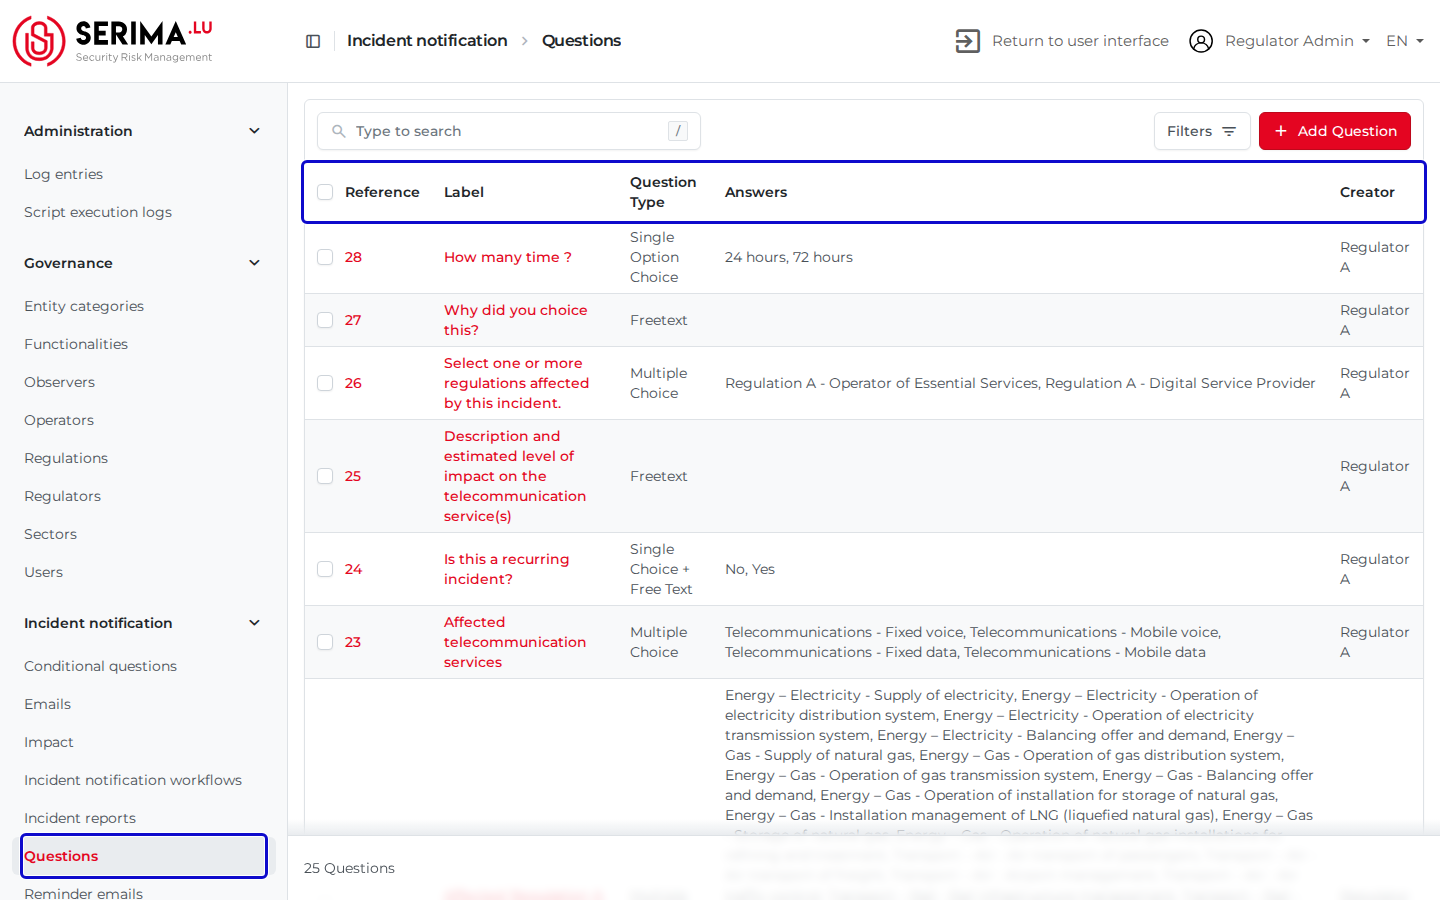 SERIMA.LU
Security Risk Management
Incident notification > Questions
Return to user interface
Regulator Admin
EN
Administration
Log entries
Script execution logs
Governance
Entity categories
Functionalities
Observers
Operators
Regulations
Regulators
Sectors
Users
Incident notification
Conditional questions
Emails
Impact
Incident notification workflows
Incident reports
Questions
Reminder emails
Type to search
/
Filters
+ Add Question
Reference
Label
Question
Type
Answers
Creator
28
How many time ?
Single
Option
Choice
24 hours, 72 hours
Regulator
A
27
Why did you choice
this?
Freetext
Regulator
A
26
Select one or more
regulations affected
by this incident.
Multiple
Choice
Regulation A - Operator of Essential Services, Regulation A - Digital Service Provider
Regulator
A
25
Description and
estimated level of
impact on the
telecommunication
service(s)
Freetext
Regulator
A
24
Is this a recurring
incident?
Single
Choice +
Free Text
No, Yes
Regulator
A
23
Affected
telecommunication
services
Multiple
Choice
Telecommunications - Fixed voice, Telecommunications - Mobile voice,
Telecommunications - Fixed data, Telecommunications - Mobile data
Regulator
A
Energy – Electricity - Supply of electricity, Energy – Electricity - Operation of
electricity distribution system, Energy – Electricity - Operation of electricity
transmission system, Energy – Electricity - Balancing offer and demand, Energy –
Gas - Supply of natural gas, Energy – Gas - Operation of gas distribution system,
Energy – Gas - Operation of gas transmission system, Energy – Gas - Balancing offer
and demand, Energy – Gas - Operation of installation for storage of natural gas,
Energy – Gas - Installation management of LNG (liquefied natural gas), Energy – Gas
25 Questions